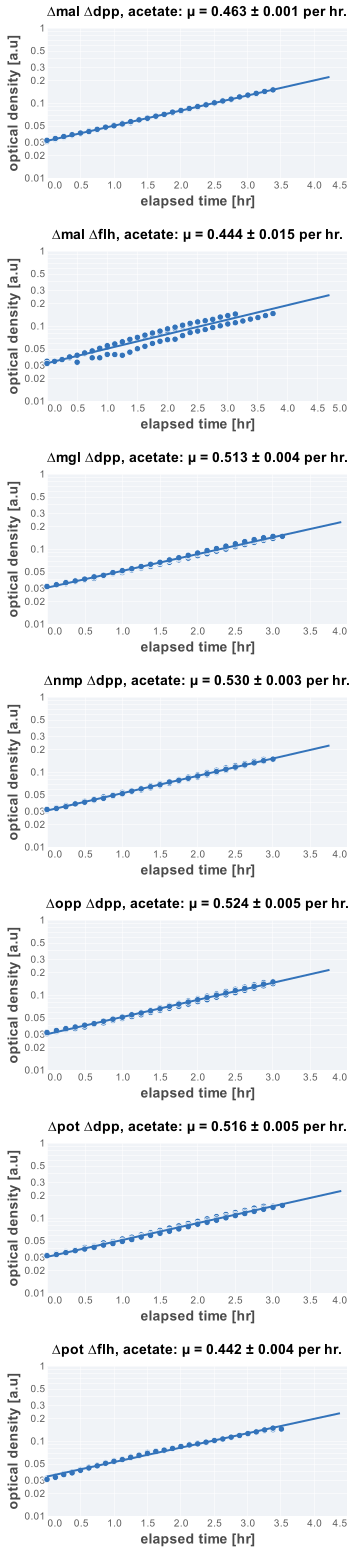 Δmal Δdpp, acetate: μ = 0.463 ± 0.001 per hr.
optical density [a.u]
1
0.5
0.3
0.2
0.1
0.05
0.03
0.02
0.01
0.0 0.5 1.0 1.5 2.0 2.5 3.0 3.5 4.0 4.5
elapsed time [hr]
Δmal Δflh, acetate: μ = 0.444 ± 0.015 per hr.
optical density [a.u]
1
0.5
0.3
0.2
0.1
0.05
0.03
0.02
0.01
0.0 0.5 1.0 1.5 2.0 2.5 3.0 3.5 4.0 4.5 5.0
elapsed time [hr]
Δmgl Δdpp, acetate: μ = 0.513 ± 0.004 per hr.
optical density [a.u]
1
0.5
0.3
0.2
0.1
0.05
0.03
0.02
0.01
0.0 0.5 1.0 1.5 2.0 2.5 3.0 3.5 4.0
elapsed time [hr]
Δnmp Δdpp, acetate: μ = 0.530 ± 0.003 per hr.
optical density [a.u]
1
0.5
0.3
0.2
0.1
0.05
0.03
0.02
0.01
0.0 0.5 1.0 1.5 2.0 2.5 3.0 3.5 4.0
elapsed time [hr]
Δopp Δdpp, acetate: μ = 0.524 ± 0.005 per hr.
optical density [a.u]
1
0.5
0.3
0.2
0.1
0.05
0.03
0.02
0.01
0.0 0.5 1.0 1.5 2.0 2.5 3.0 3.5 4.0
elapsed time [hr]
Δpot Δdpp, acetate: μ = 0.516 ± 0.005 per hr.
optical density [a.u]
1
0.5
0.3
0.2
0.1
0.05
0.03
0.02
0.01
0.0 0.5 1.0 1.5 2.0 2.5 3.0 3.5 4.0
elapsed time [hr]
Δpot Δflh, acetate: μ = 0.442 ± 0.004 per hr.
optical density [a.u]
1
0.5
0.3
0.2
0.1
0.05
0.03
0.02
0.01
0.0 0.5 1.0 1.5 2.0 2.5 3.0 3.5 4.0 4.5
elapsed time [hr]